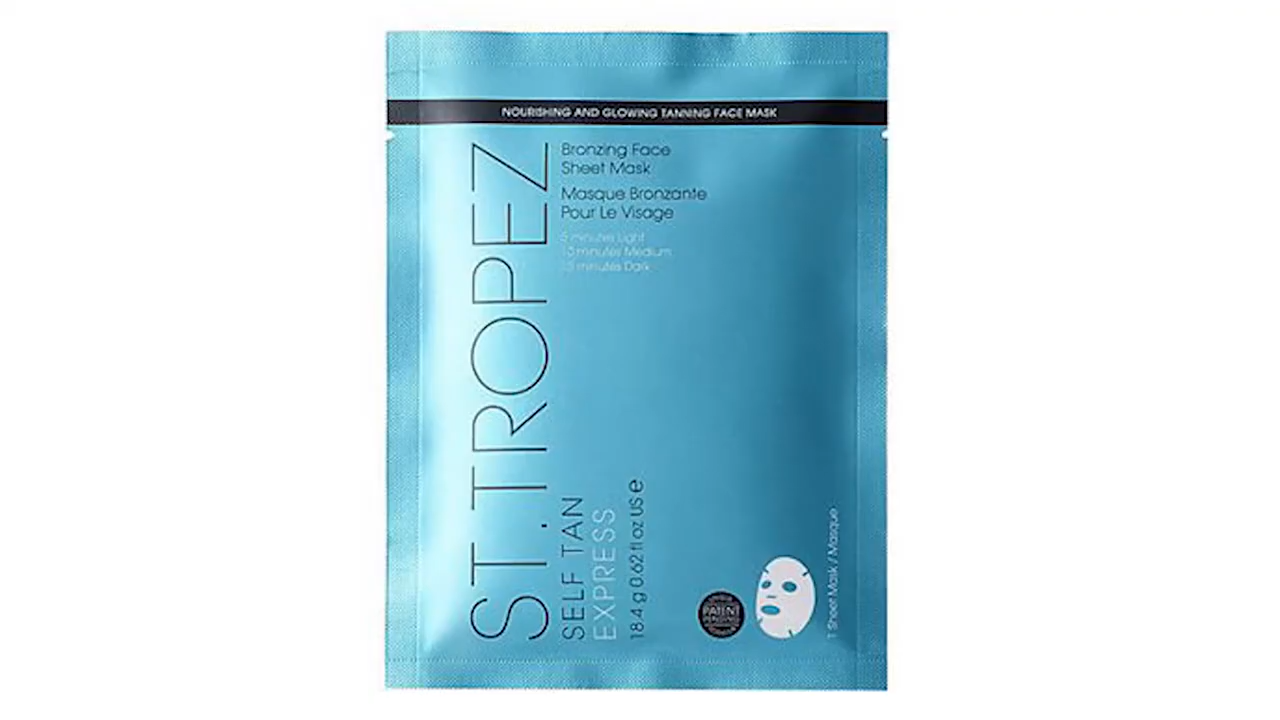 NOURISHING AND GLOWING TANNING FACE MASK
Bronzing Face
Sheet Mask
Masque Bronzante
Pour Le Visage
5 minutes Light
10 minutes Medium
15 minutes Dark
ST.TROPEZ
SELF TAN
EXPRESS
18.4 g 0.62 fl oz US e
PATENT
PENDING
1 Sheet Mask / Masque